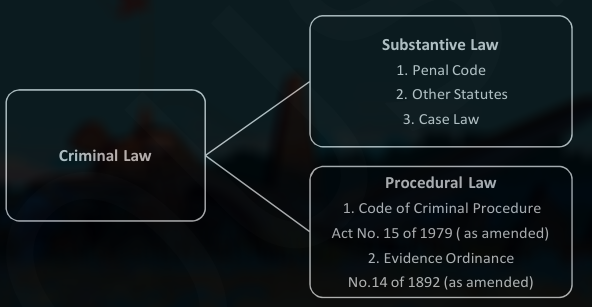 Criminal Law
Substantive Law
1. Penal Code
2. Other Statutes
3. Case Law
Procedural Law
1. Code of Criminal Procedure
Act No. 15 of 1979 ( as amended)
2. Evidence Ordinance
No.14 of 1892 (as amended)